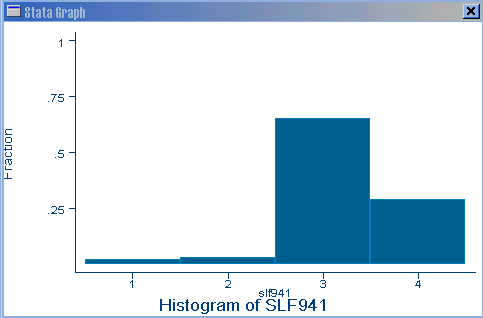 Stata Graph
1
.75
.5
.25
Fraction
1 2 3 4
slf941
Histogram of SLF941